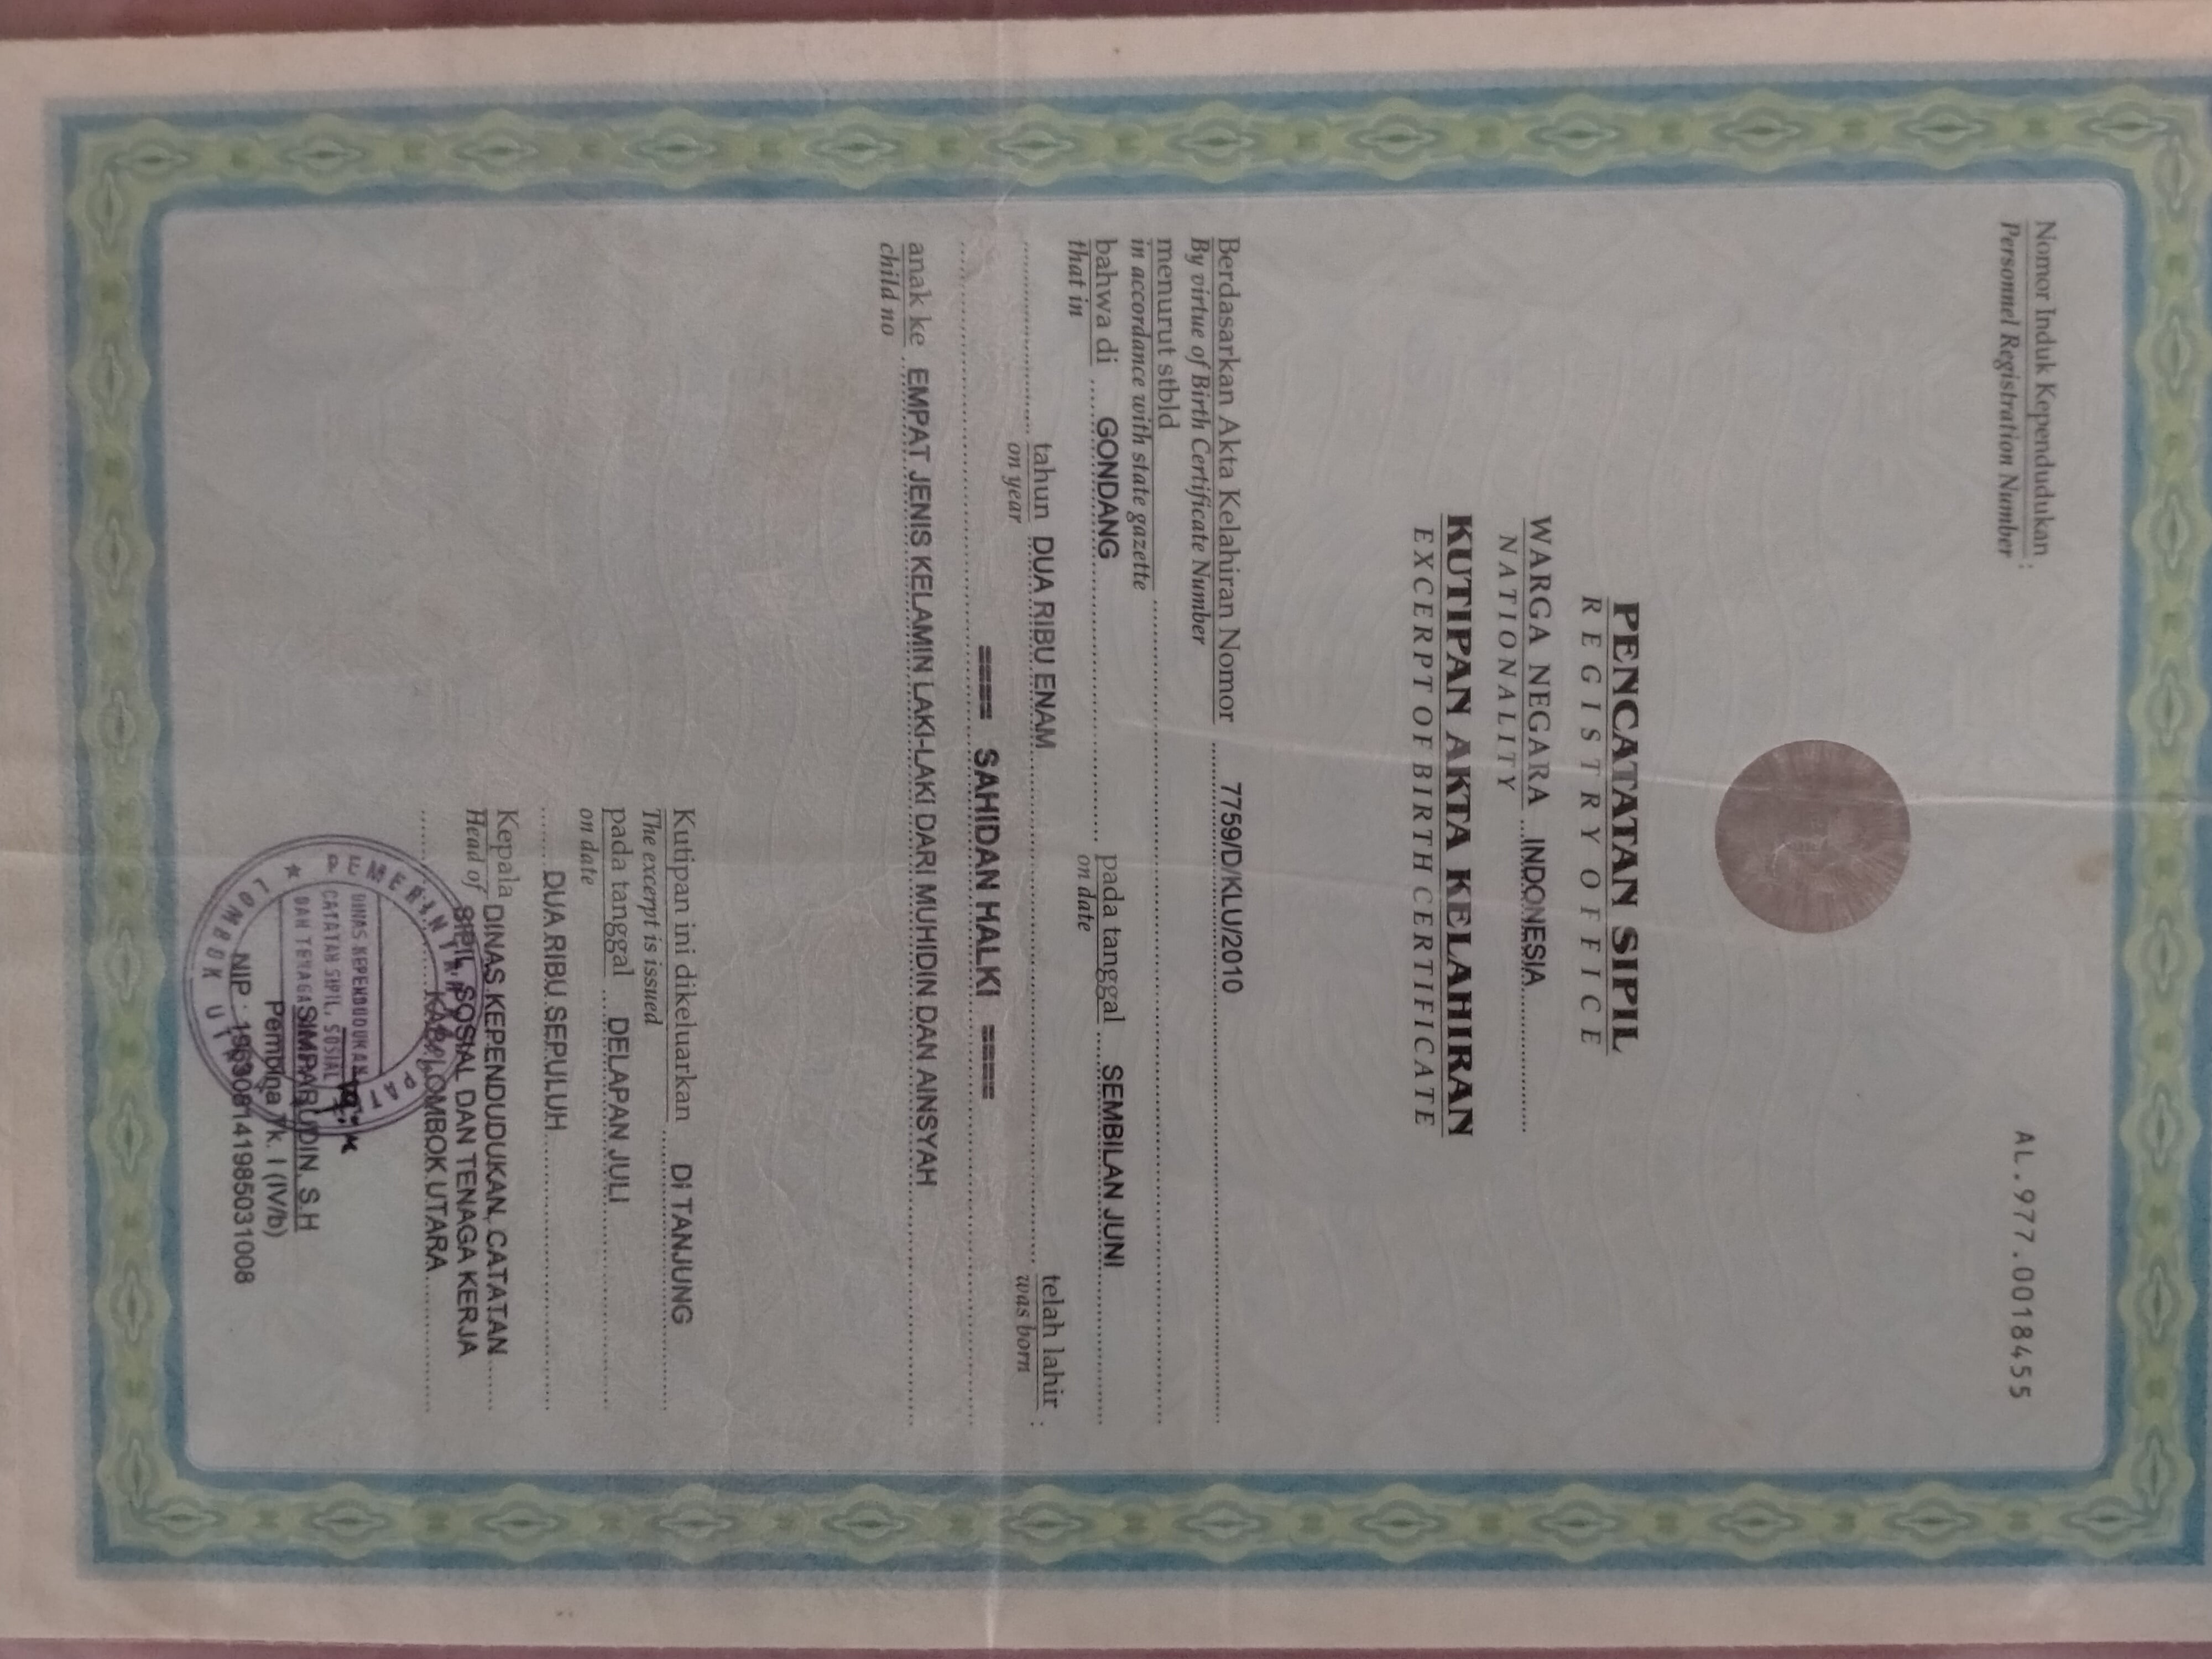 Nomor Induk Kependudukan :
Personnel Registration Number
AL.977.0018455
PENCATATAN SIPIL
REGISTRY OFFICE
WARGA NEGARA ... INDONESIA
NATIONALITY
KUTIPAN AKTA KELAHIRAN
EXCERPT OF BIRTH CERTIFICATE
Berdasarkan Akta Kelahiran Nomor 7759/D/KLU/2010
By virtue of Birth Certificate Number
menurut stbld
in accordance with state gazette
bahwa di GONDANG pada tanggal SEMBILAN JUNI
that in on date
tahun DUA RIBU ENAM telah lahir :
on year was born
==== SAHIDAN HALKI ====
anak ke EMPAT JENIS KELAMIN LAKI-LAKI DARI MUHIDIN DAN AINSYAH
child no
Kutipan ini dikeluarkan Di TANJUNG
The excerpt is issued
pada tanggal DELAPAN JULI
on date
DUA RIBU SEPULUH
Kepala DINAS KEPENDUDUKAN, CATATAN
Head of SIPIL, SOSIAL DAN TENAGA KERJA
KAB. LOMBOK UTARA
DINAS KEPENDUDUKAN
CATATAN SIPIL, SOSIAL
DAN TENAGA
SIMPARUDIN, S.H
Pembina Tk. I (IV/b)
NIP : 196308141985031008